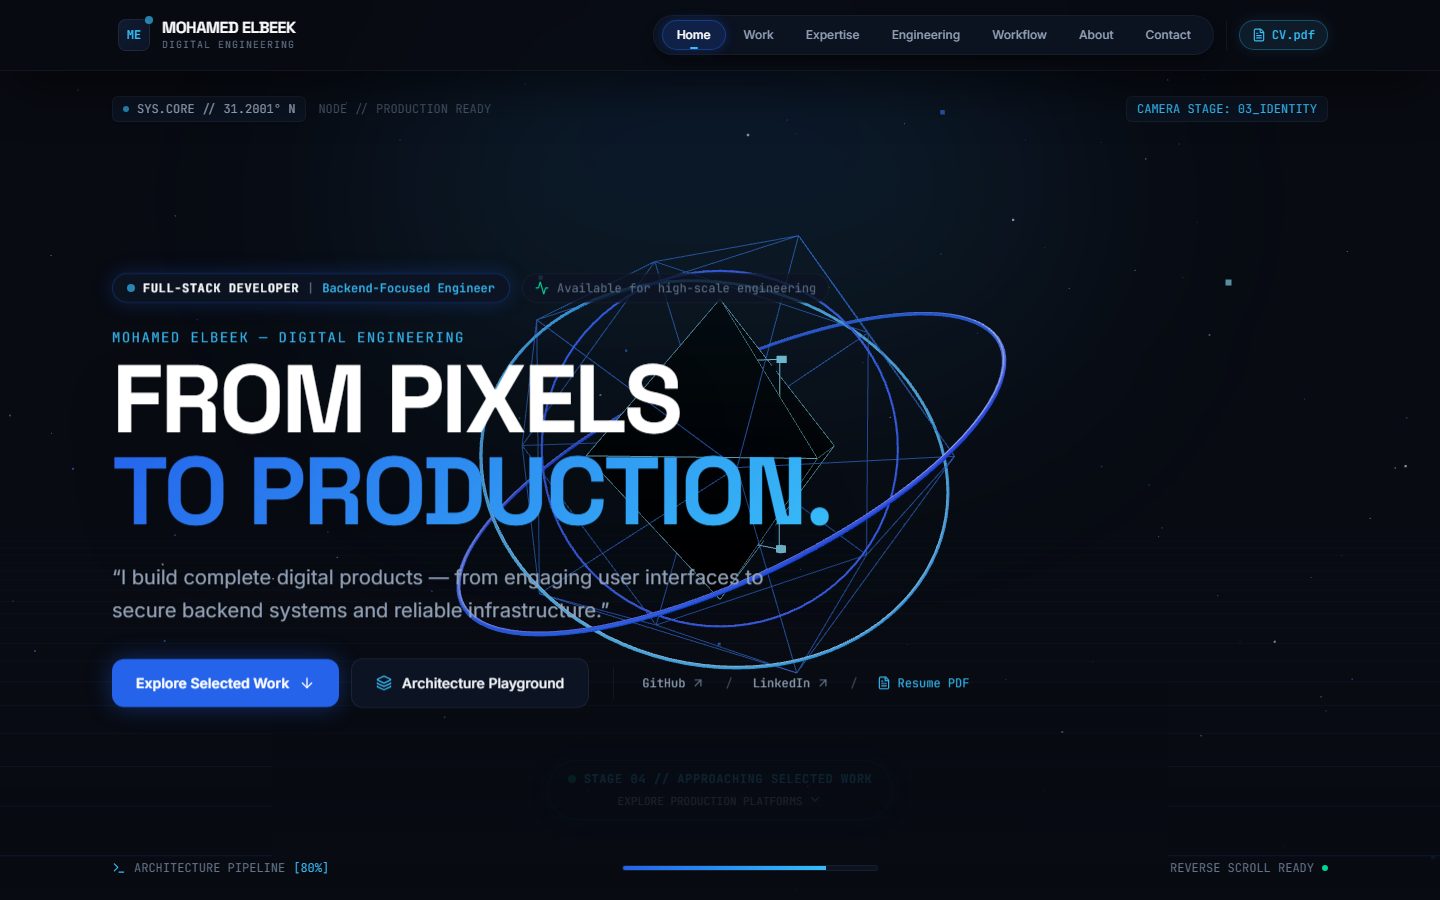 ME
MOHAMED ELBEEK
DIGITAL ENGINEERING
Home
Work
Expertise
Engineering
Workflow
About
Contact
CV.pdf
SYS.CORE // 31.2001° N
NODE // PRODUCTION READY
CAMERA STAGE: 03_IDENTITY
FULL-STACK DEVELOPER | Backend-Focused Engineer
Available for high-scale engineering
MOHAMED ELBEEK — DIGITAL ENGINEERING
FROM PIXELS
TO PRODUCTION.
“I build complete digital products — from engaging user interfaces to
secure backend systems and reliable infrastructure.”
Explore Selected Work
Architecture Playground
GitHub
/
LinkedIn
/
Resume PDF
STAGE 04 // APPROACHING SELECTED WORK
EXPLORE PRODUCTION PLATFORMS
ARCHITECTURE PIPELINE [80%]
REVERSE SCROLL READY